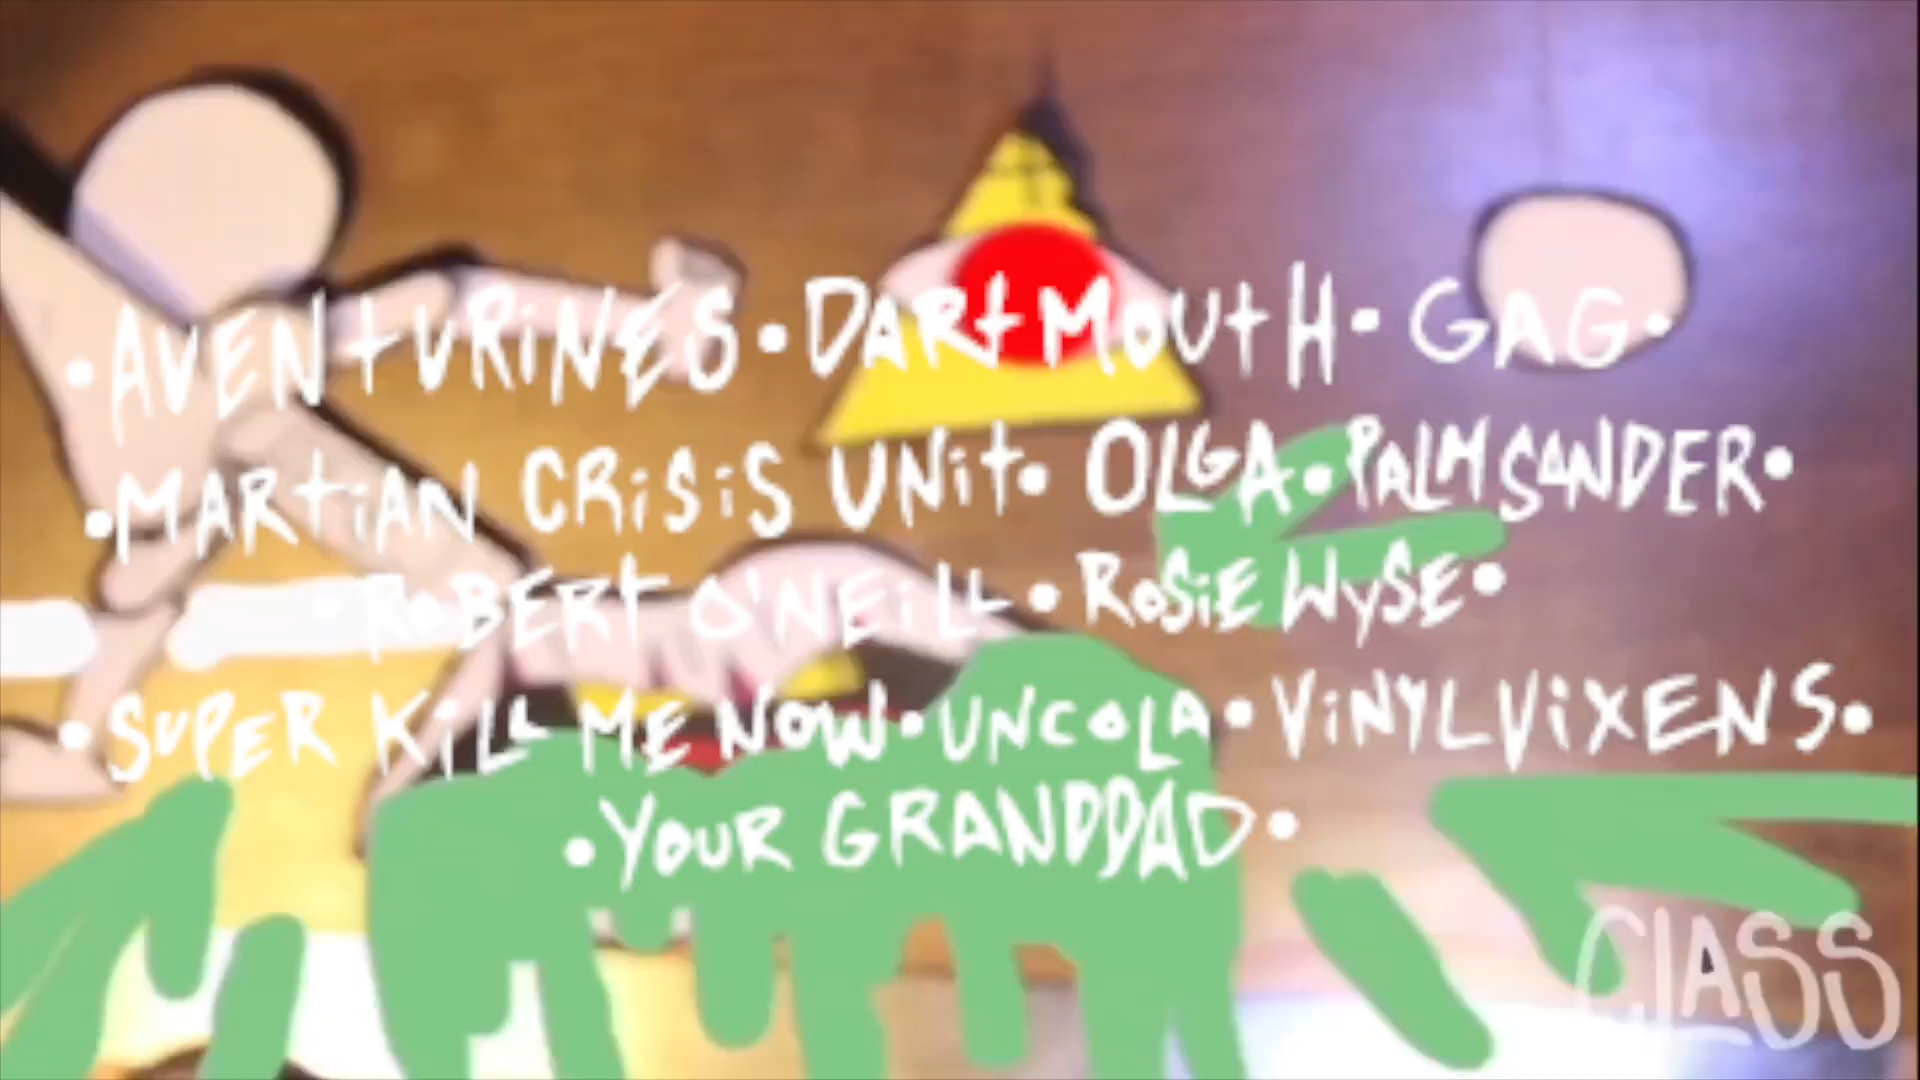 •AVENTURiNES•DARTMOUTH•GAG•
•MARTiAN CRiSiS UNiT•OLGA•PALMSANDER•
•ROBERT O'NEiLL•ROSiE WYSE•
•SUPER KiLL ME NOW•UNCOLA•ViNYLViXENS•
•YOUR GRANDDAD•
CLASS